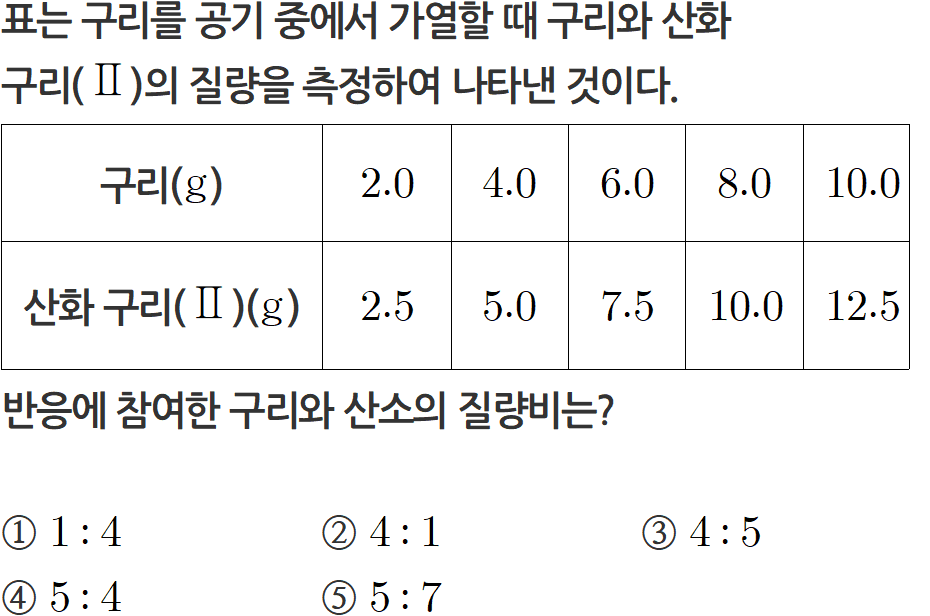 표는 구리를 공기 중에서 가열할 때 구리와 산화
구리(Ⅱ)의 질량을 측정하여 나타낸 것이다.
구리(g) 2.0 4.0 6.0 8.0 10.0
산화 구리(Ⅱ)(g) 2.5 5.0 7.5 10.0 12.5
반응에 참여한 구리와 산소의 질량비는?
① 1 : 4 ② 4 : 1 ③ 4 : 5
④ 5 : 4 ⑤ 5 : 7